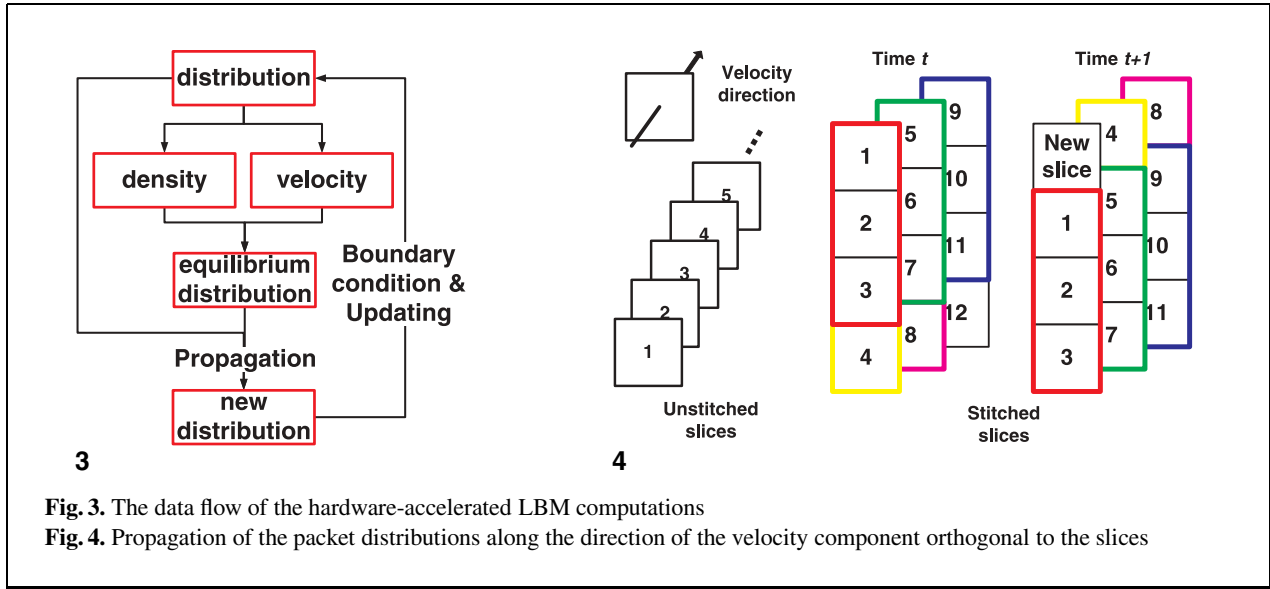 distribution
density
velocity
equilibrium
distribution
Boundary
condition &
Updating
Propagation
new
distribution
3
Velocity
direction
5
4
3
2
1
Unstitched
slices
4
Time t
1
2
3
4
5
6
7
8
9
10
11
12
Time t+1
New
slice
1
2
3
4
5
6
7
8
9
10
11
Stitched
slices
Fig. 3. The data flow of the hardware-accelerated LBM computations
Fig. 4. Propagation of the packet distributions along the direction of the velocity component orthogonal to the slices